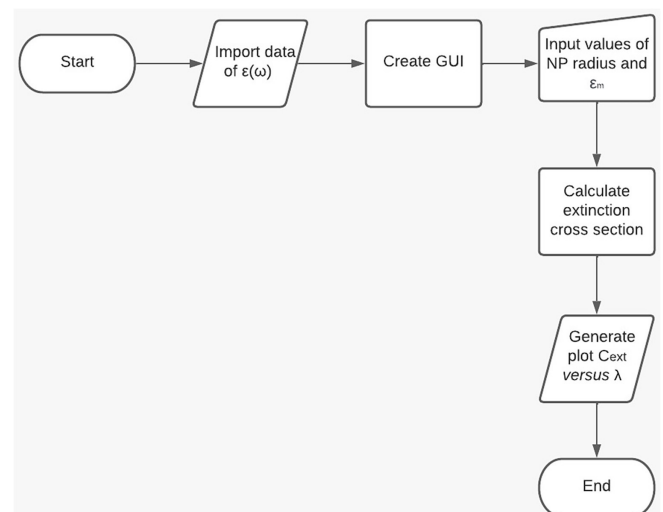 Start
Import data
of ε(ω)
Create GUI
Input values of
NP radius and
εm
Calculate
extinction
cross section
Generate
plot Cext
versus λ
End